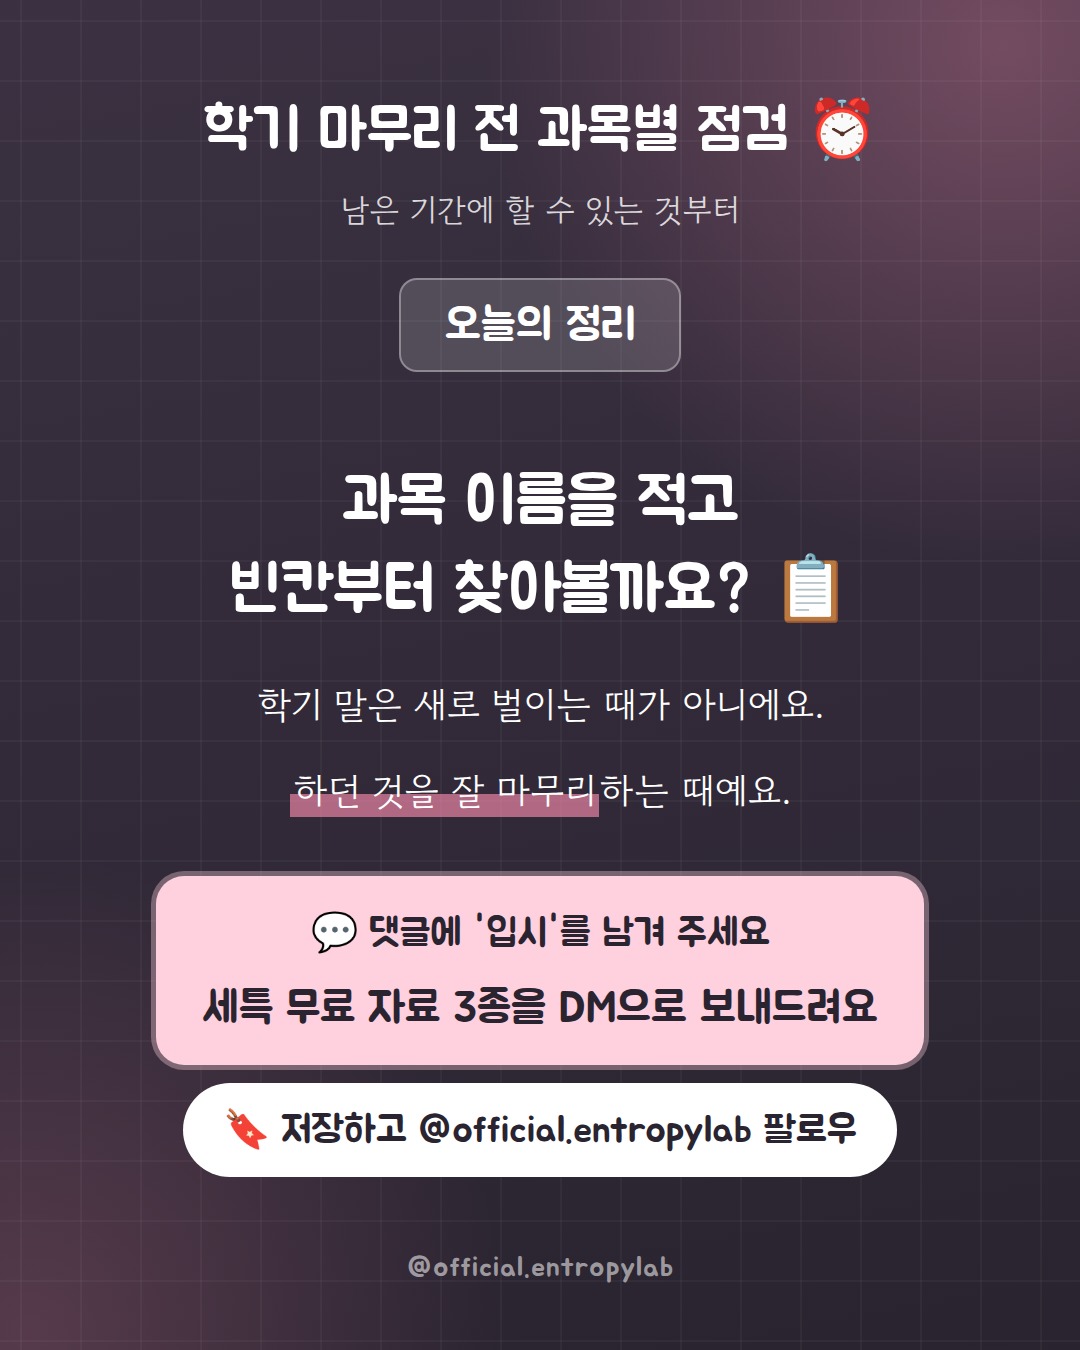 학기 마무리 전 과목별 점검 ⏰
남은 기간에 할 수 있는 것부터
오늘의 정리
과목 이름을 적고
빈칸부터 찾아볼까요? 📋
학기 말은 새로 벌이는 때가 아니에요.
하던 것을 잘 마무리하는 때예요.
💬 댓글에 '입시'를 남겨 주세요
세특 무료 자료 3종을 DM으로 보내드려요
🔖 저장하고 @official.entropylab 팔로우
@official.entropylab